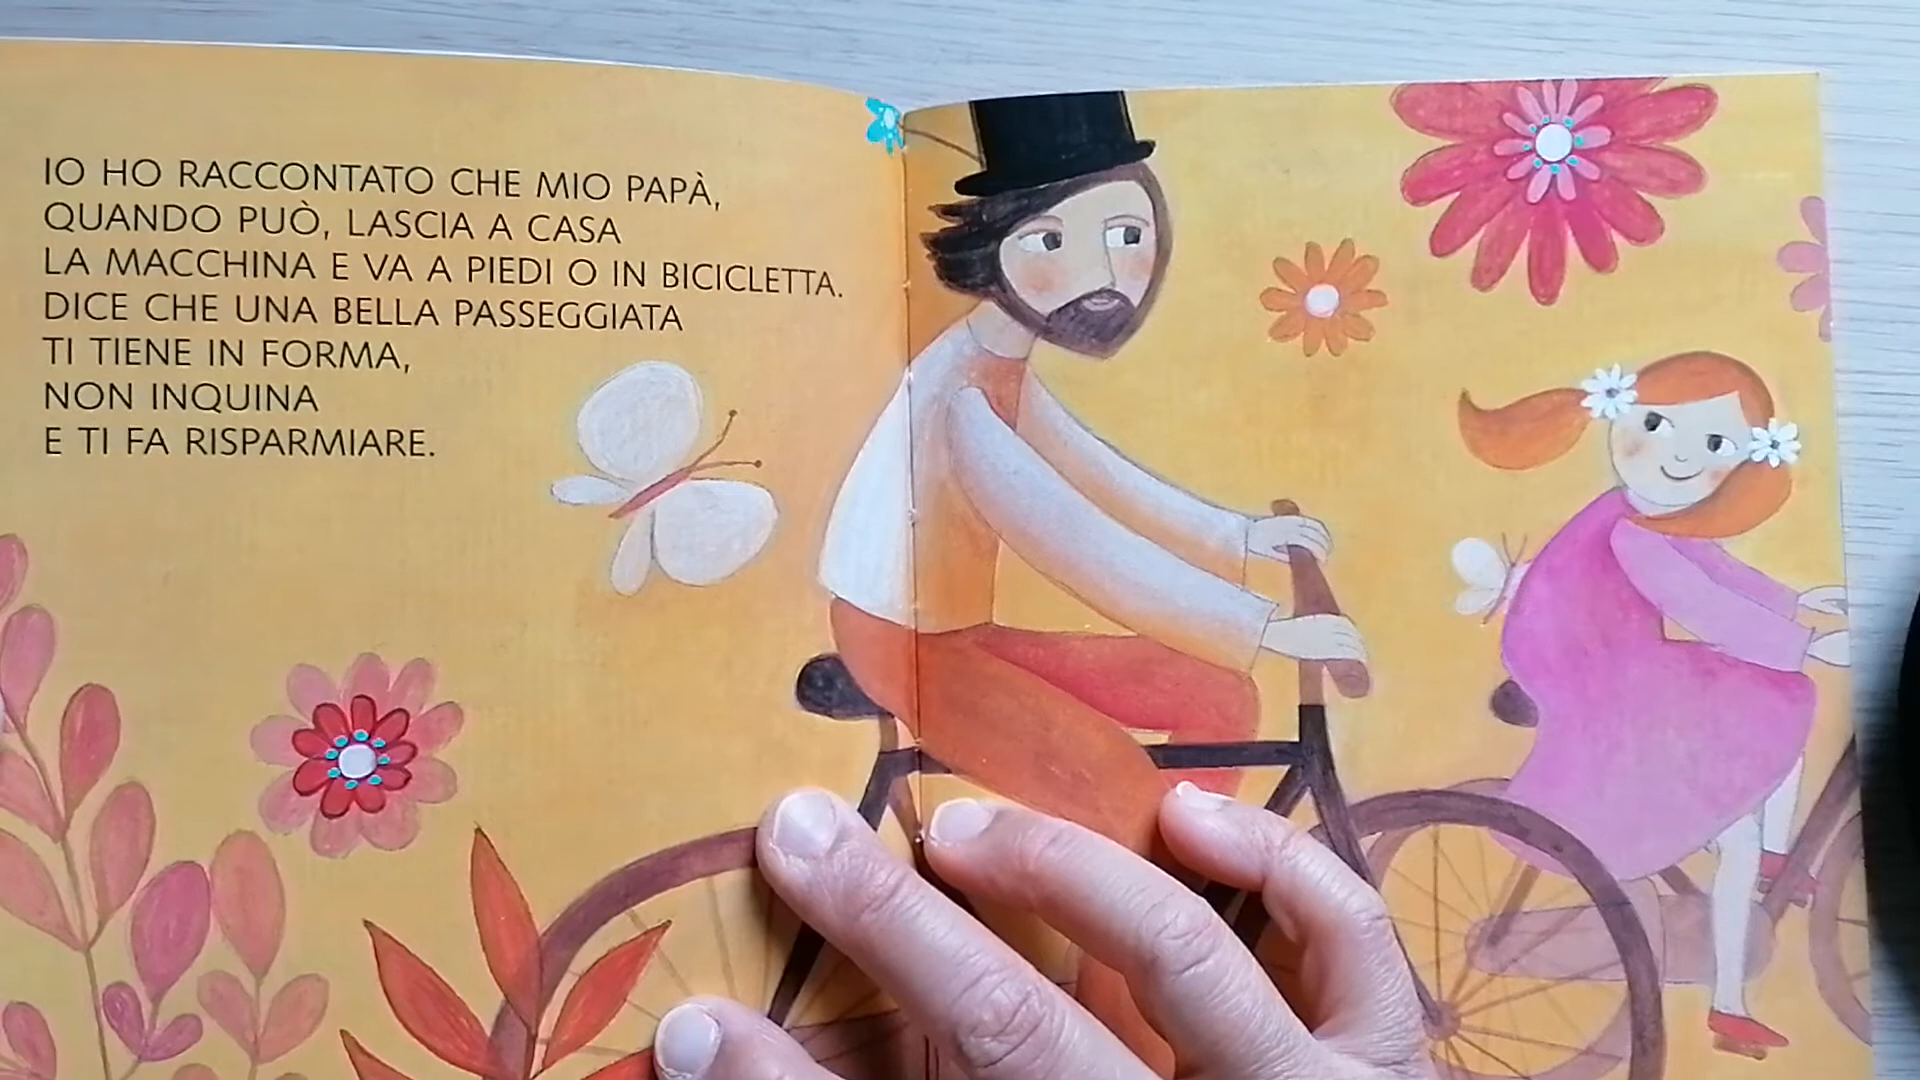 IO HO RACCONTATO CHE MIO PAPÀ,
QUANDO PUÒ, LASCIA A CASA
LA MACCHINA E VA A PIEDI O IN BICICLETTA.
DICE CHE UNA BELLA PASSEGGIATA
TI TIENE IN FORMA,
NON INQUINA
E TI FA RISPARMIARE.